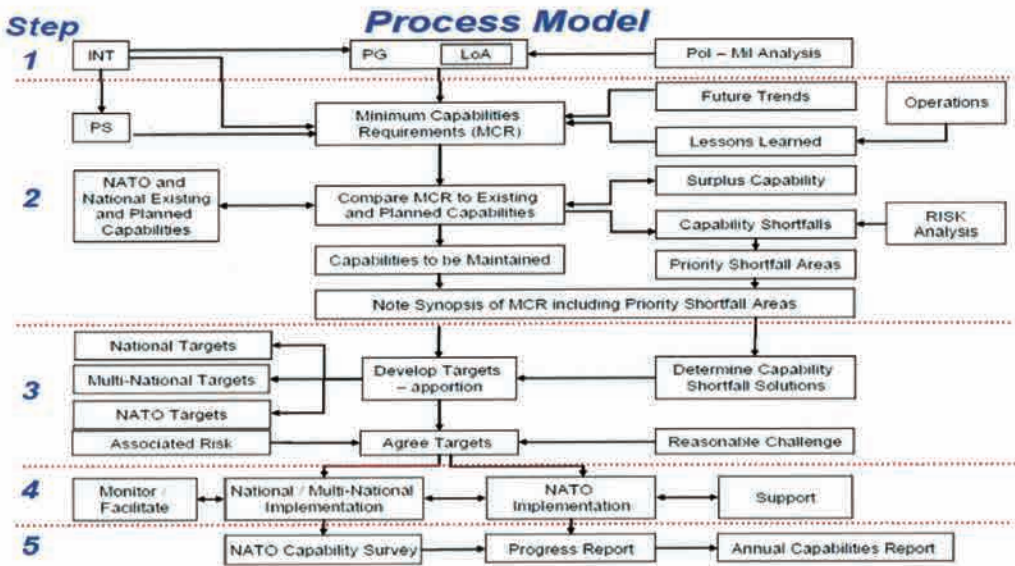 Step
Process Model
1
INT
PG
LoA
Pol – Mil Analysis
PS
Minimum Capabilities
Requirements (MCR)
Future Trends
Operations
Lessons Learned
2
NATO and
National Existing
and Planned
Capabilities
Compare MCR to Existing
and Planned Capabilities
Surplus Capability
Capability Shortfalls
RISK
Analysis
Capabilities to be Maintained
Priority Shortfall Areas
Note Synopsis of MCR including Priority Shortfall Areas
3
National Targets
Multi-National Targets
NATO Targets
Develop Targets
– apportion
Determine Capability
Shortfall Solutions
Associated Risk
Agree Targets
Reasonable Challenge
4
Monitor /
Facilitate
National / Multi-National
Implementation
NATO
Implementation
Support
5
NATO Capability Survey
Progress Report
Annual Capabilities Report